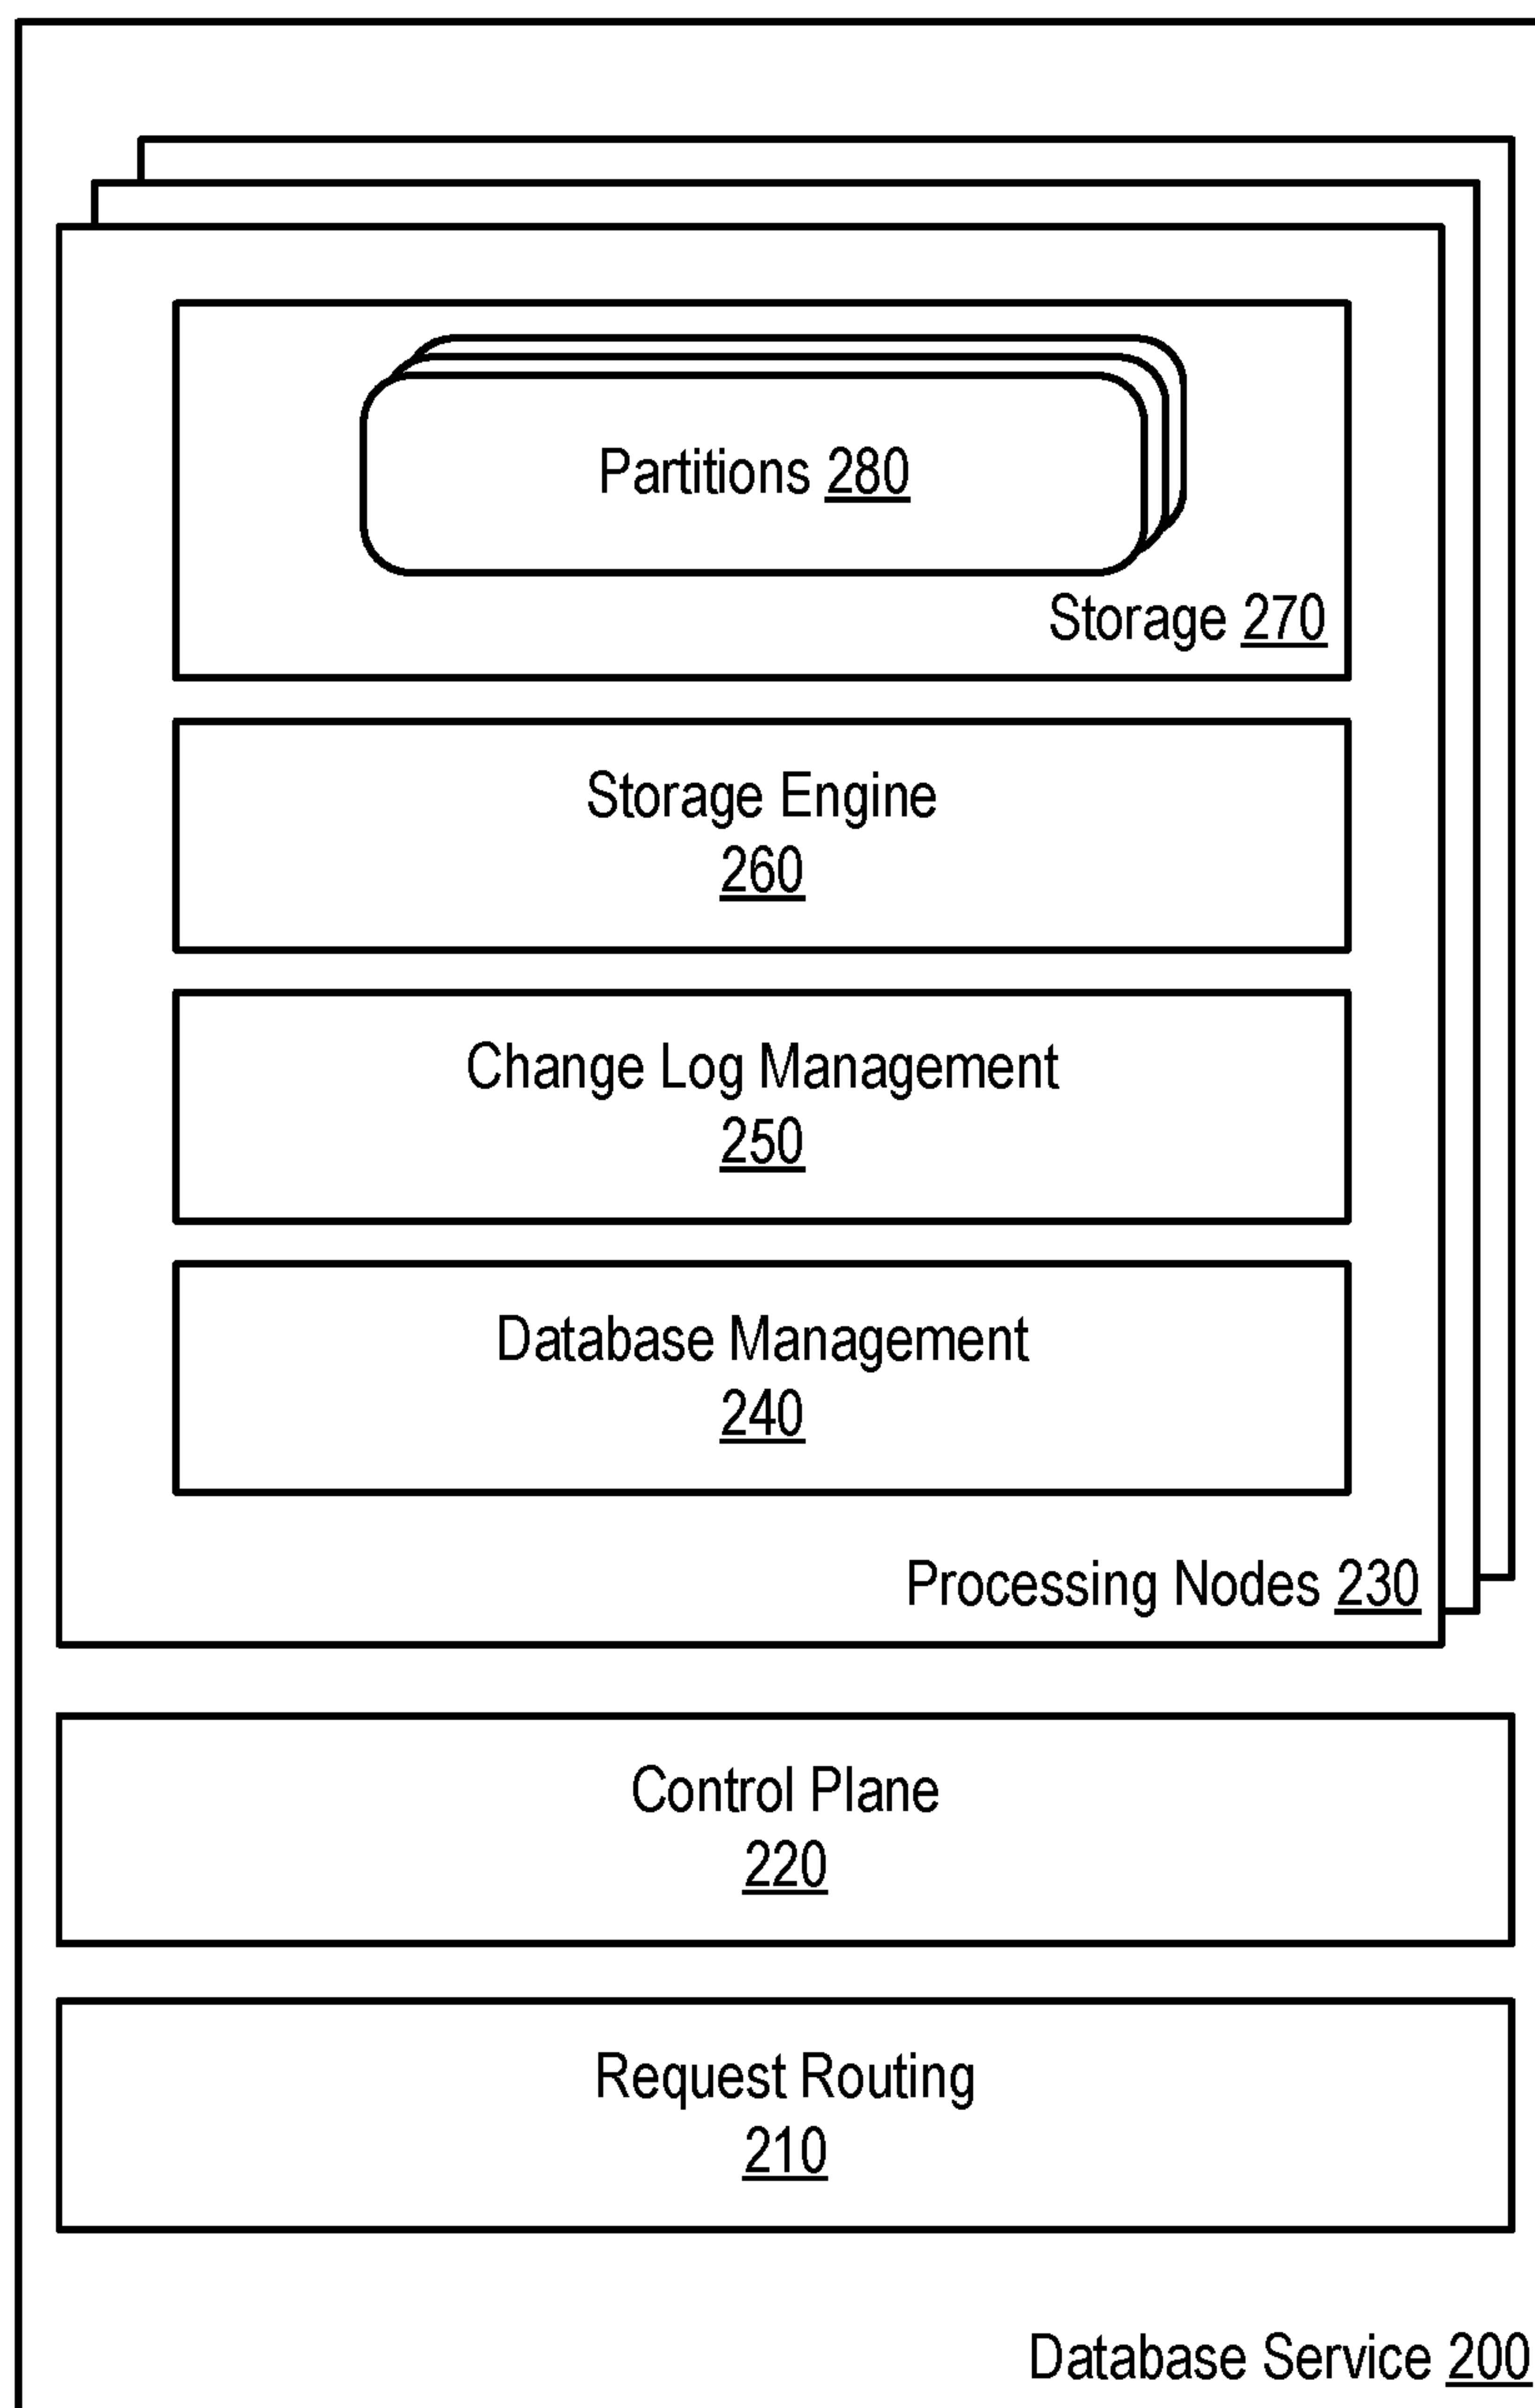 Partitions 280
Storage 270
Storage Engine
260
Change Log Management
250
Database Management
240
Processing Nodes 230
Control Plane
220
Request Routing
210
Database Service 200